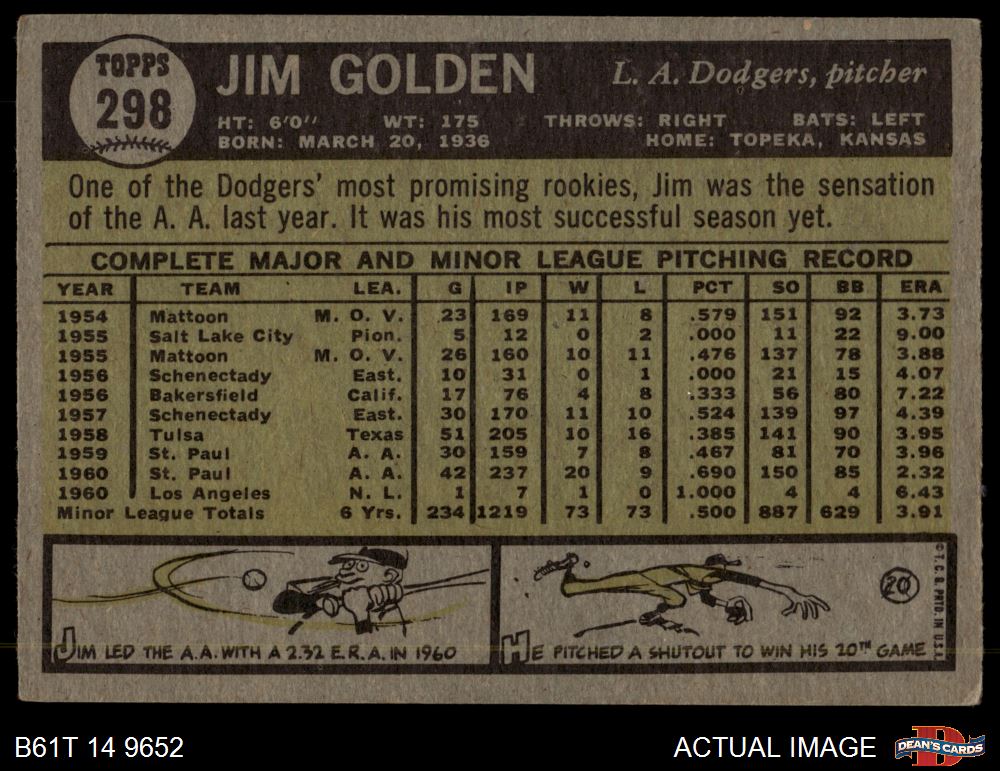 TOPPS
298
JIM GOLDEN
L. A. Dodgers, pitcher
HT: 6'0'' WT: 175 THROWS: RIGHT BATS: LEFT
BORN: MARCH 20, 1936 HOME: TOPEKA, KANSAS
One of the Dodgers' most promising rookies, Jim was the sensation
of the A. A. last year. It was his most successful season yet.
COMPLETE MAJOR AND MINOR LEAGUE PITCHING RECORD
YEAR TEAM LEA. G IP W L PCT SO BB ERA
1954 Mattoon M. O. V. 23 169 11 8 .579 151 92 3.73
1955 Salt Lake City Pion. 5 12 0 2 .000 11 22 9.00
1955 Mattoon M. O. V. 26 160 10 11 .476 137 78 3.88
1956 Schenectady East. 10 31 0 1 .000 21 15 4.07
1956 Bakersfield Calif. 17 76 4 8 .333 56 80 7.22
1957 Schenectady East. 30 170 11 10 .524 139 97 4.39
1958 Tulsa Texas 51 205 10 16 .385 141 90 3.95
1959 St. Paul A. A. 30 159 7 8 .467 81 70 3.96
1960 St. Paul A. A. 42 237 20 9 .690 150 85 2.32
1960 Los Angeles N. L. 1 7 1 0 1.000 4 4 6.43
Minor League Totals 6 Yrs. 234 1219 73 73 .500 887 629 3.91
JIM LED THE A.A. WITH A 2.32 E.R.A. IN 1960
20
HE PITCHED A SHUTOUT TO WIN HIS 20TH GAME
© T. C. G. PRTD. IN U.S.A.
B61T 14 9652
ACTUAL IMAGE
DEAN'S CARDS